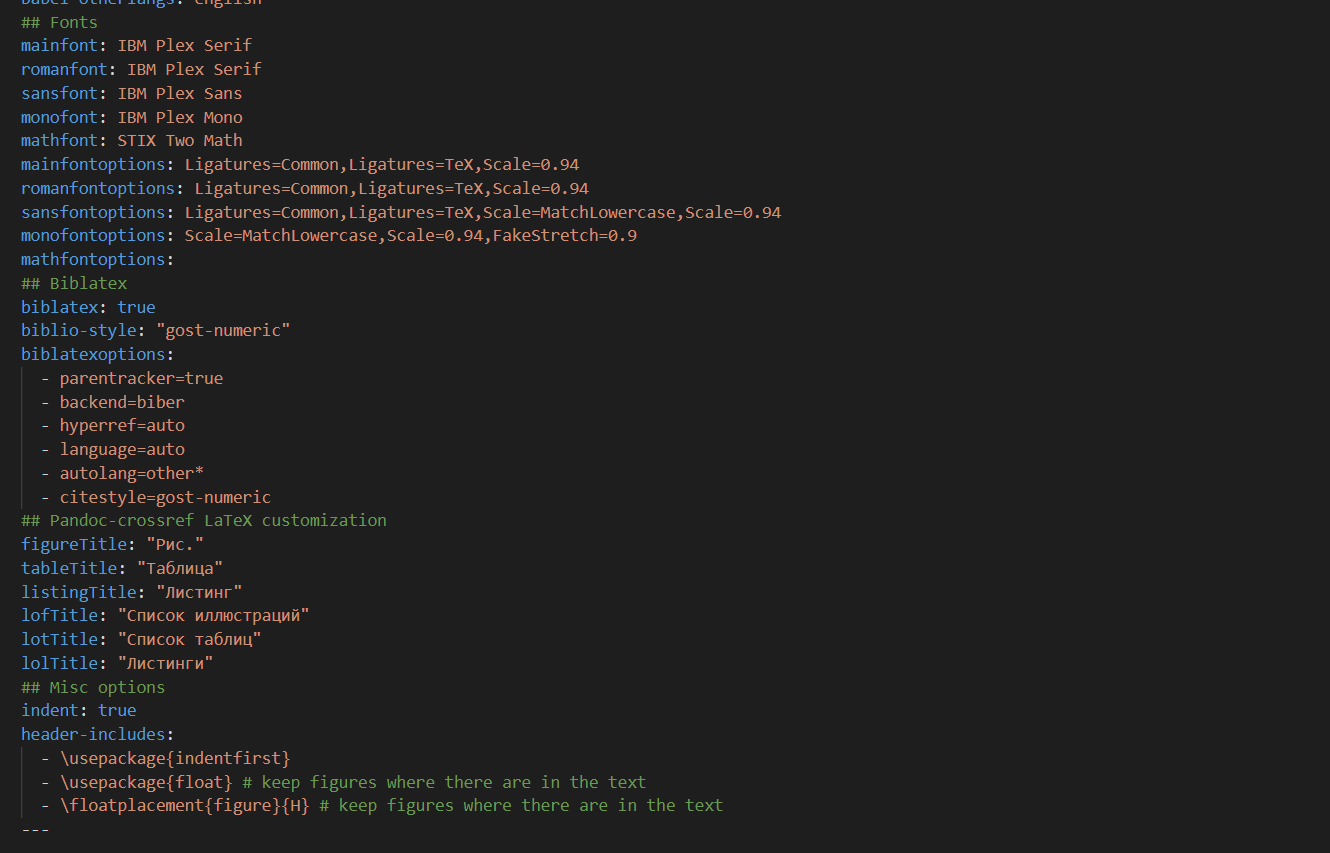 babel-otherlangs: english
## Fonts
mainfont: IBM Plex Serif
romanfont: IBM Plex Serif
sansfont: IBM Plex Sans
monofont: IBM Plex Mono
mathfont: STIX Two Math
mainfontoptions: Ligatures=Common,Ligatures=TeX,Scale=0.94
romanfontoptions: Ligatures=Common,Ligatures=TeX,Scale=0.94
sansfontoptions: Ligatures=Common,Ligatures=TeX,Scale=MatchLowercase,Scale=0.94
monofontoptions: Scale=MatchLowercase,Scale=0.94,FakeStretch=0.9
mathfontoptions:
## Biblatex
biblatex: true
biblio-style: "gost-numeric"
biblatexoptions:
  - parentracker=true
  - backend=biber
  - hyperref=auto
  - language=auto
  - autolang=other*
  - citestyle=gost-numeric
## Pandoc-crossref LaTeX customization
figureTitle: "Рис."
tableTitle: "Таблица"
listingTitle: "Листинг"
lofTitle: "Список иллюстраций"
lotTitle: "Список таблиц"
lolTitle: "Листинги"
## Misc options
indent: true
header-includes:
  - \usepackage{indentfirst}
  - \usepackage{float} # keep figures where there are in the text
  - \floatplacement{figure}{H} # keep figures where there are in the text
---